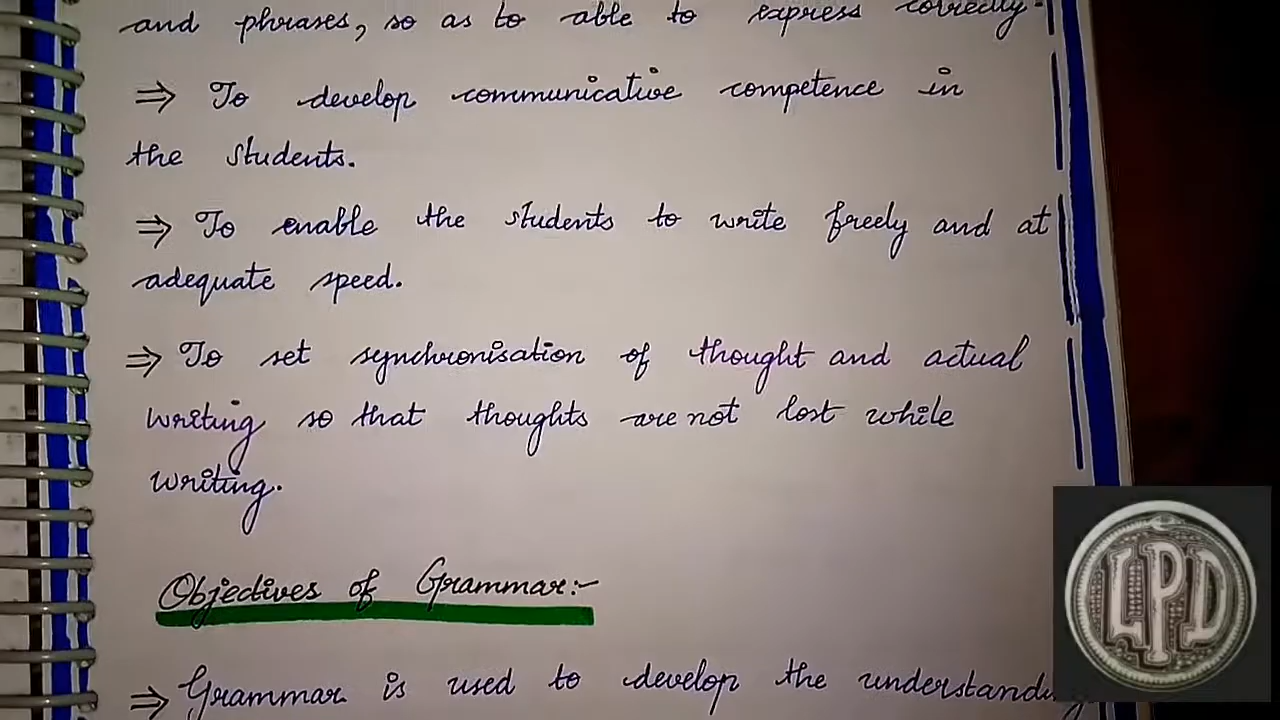 and phrases, so as to able to express correctly.
⇒ To develop communicative competence in
the students.
⇒ To enable the students to write freely and at
adequate speed.
⇒ To set synchronisation of thought and actual
writing so that thoughts are not lost while
writing.
Objectives of Grammar:-
⇒ Grammar is used to develop the understanding
LPD